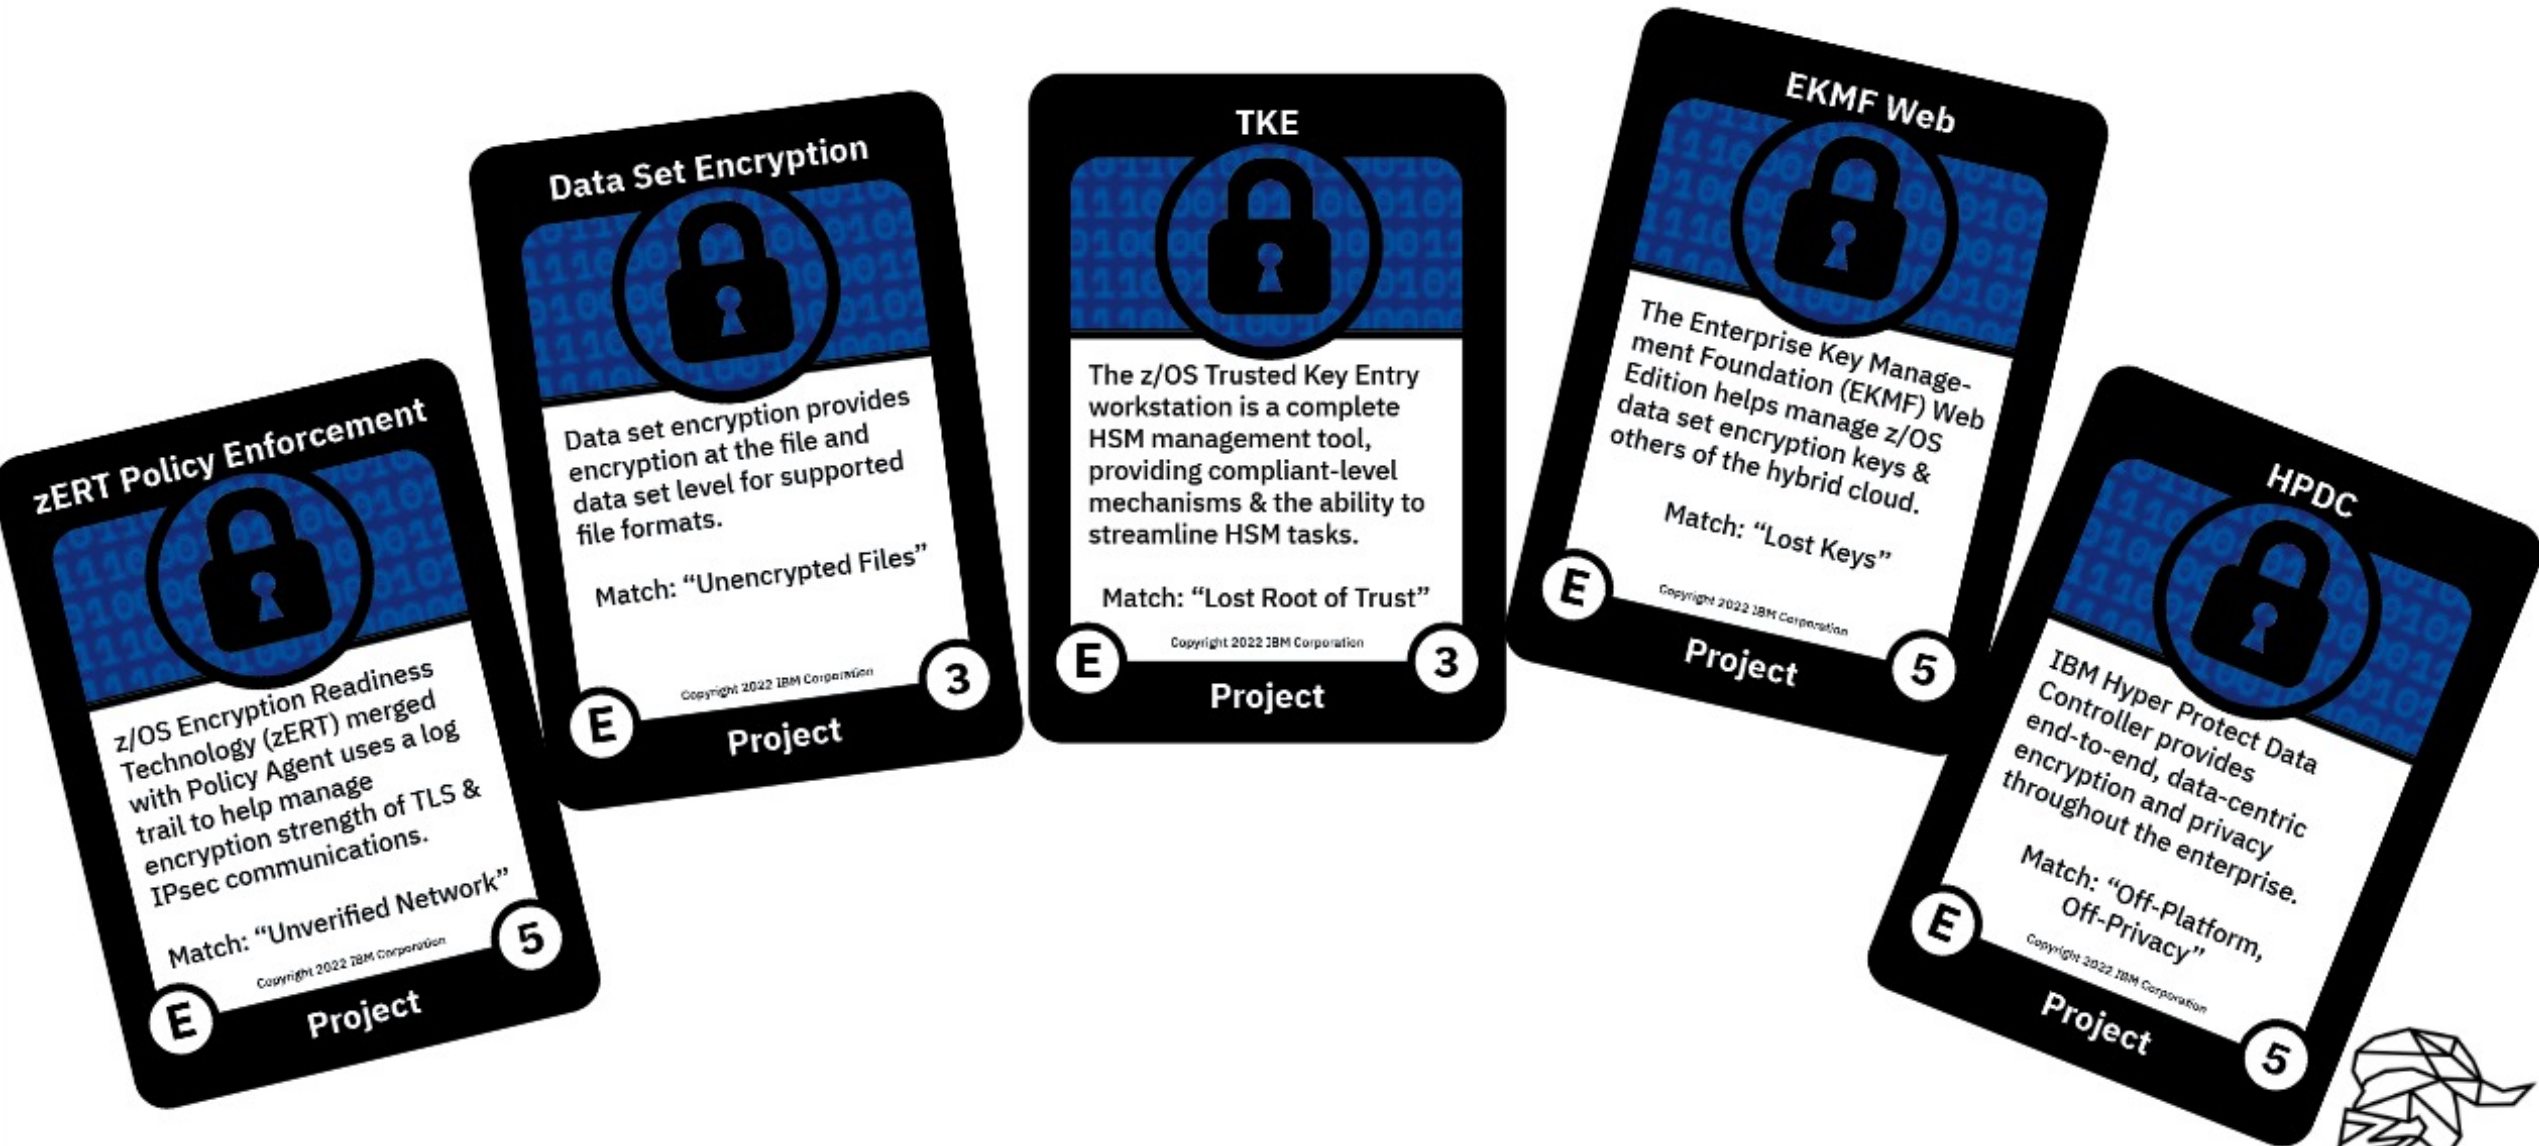 zERT Policy Enforcement
z/OS Encryption Readiness
Technology (zERT) merged
with Policy Agent uses a log
trail to help manage
encryption strength of TLS &
IPsec communications.
Match: “Unverified Network”
Copyright 2022 IBM Corporation
E
5
Project
Data Set Encryption
Data set encryption provides
encryption at the file and
data set level for supported
file formats.
Match: “Unencrypted Files”
Copyright 2022 IBM Corporation
E
3
Project
TKE
The z/OS Trusted Key Entry
workstation is a complete
HSM management tool,
providing compliant-level
mechanisms & the ability to
streamline HSM tasks.
Match: “Lost Root of Trust”
Copyright 2022 IBM Corporation
E
3
Project
EKMF Web
The Enterprise Key Manage-
ment Foundation (EKMF) Web
Edition helps manage z/OS
data set encryption keys &
others of the hybrid cloud.
Match: “Lost Keys”
Copyright 2022 IBM Corporation
E
5
Project
HPDC
IBM Hyper Protect Data
Controller provides
end-to-end, data-centric
encryption and privacy
throughout the enterprise.
Match: “Off-Platform,
Off-Privacy”
Copyright 2022 IBM Corporation
E
5
Project